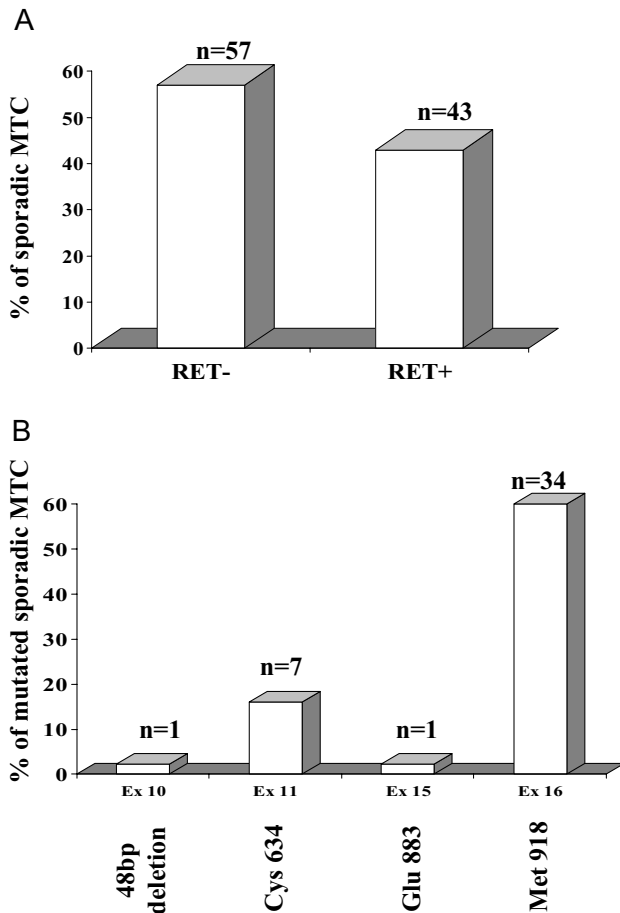 A
n=57
n=43
% of sporadic MTC
60
50
40
30
20
10
0
RET-
RET+
B
n=34
n=7
n=1
n=1
% of mutated sporadic MTC
60
50
40
30
20
10
0
Ex 10
Ex 11
Ex 15
Ex 16
48bp
deletion
Cys 634
Glu 883
Met 918